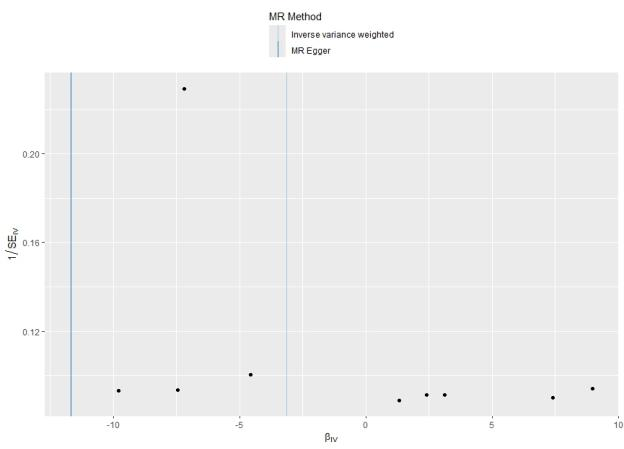 MR Method
Inverse variance weighted
MR Egger
0.20
0.16
0.12
1/SE_IV
-10 -5 0 5 10
β_IV